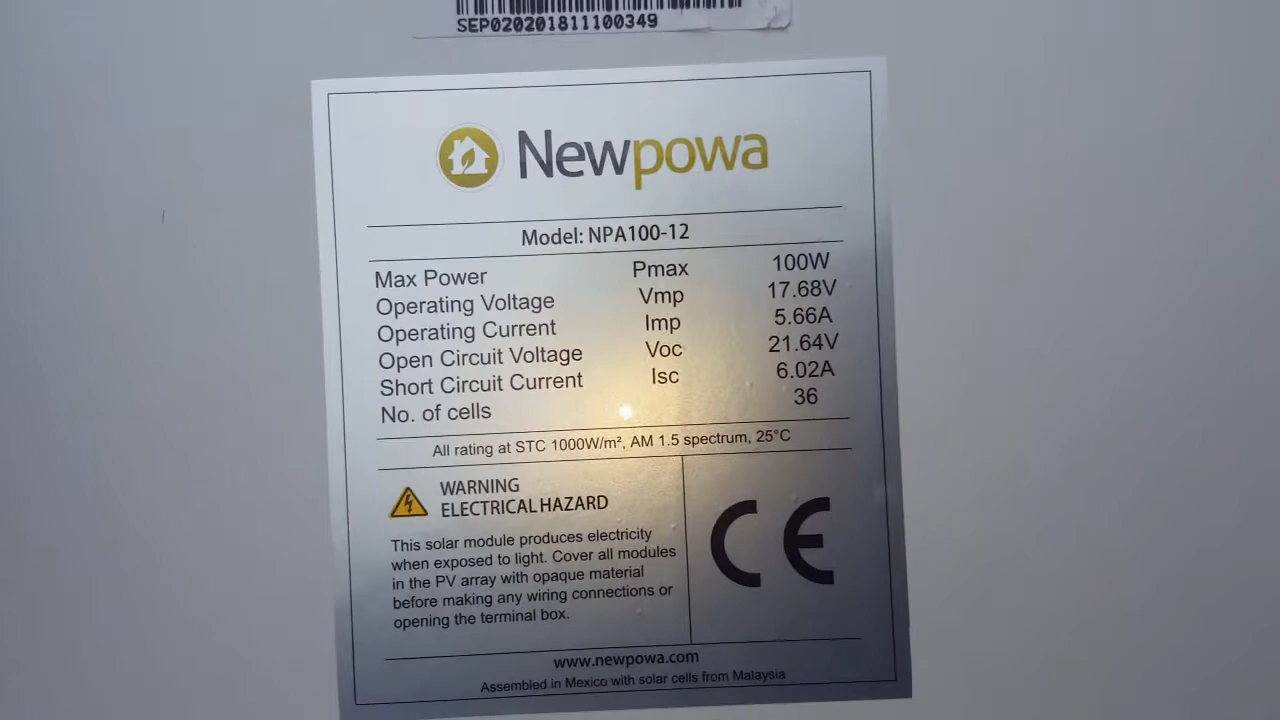 SEP020201811100349
Newpowa
Model: NPA100-12
Max Power Pmax 100W
Operating Voltage Vmp 17.68V
Operating Current Imp 5.66A
Open Circuit Voltage Voc 21.64V
Short Circuit Current Isc 6.02A
No. of cells 36
All rating at STC 1000W/m², AM 1.5 spectrum, 25°C
WARNING
ELECTRICAL HAZARD
This solar module produces electricity
when exposed to light. Cover all modules
in the PV array with opaque material
before making any wiring connections or
opening the terminal box.
CE
www.newpowa.com
Assembled in Mexico with solar cells from Malaysia